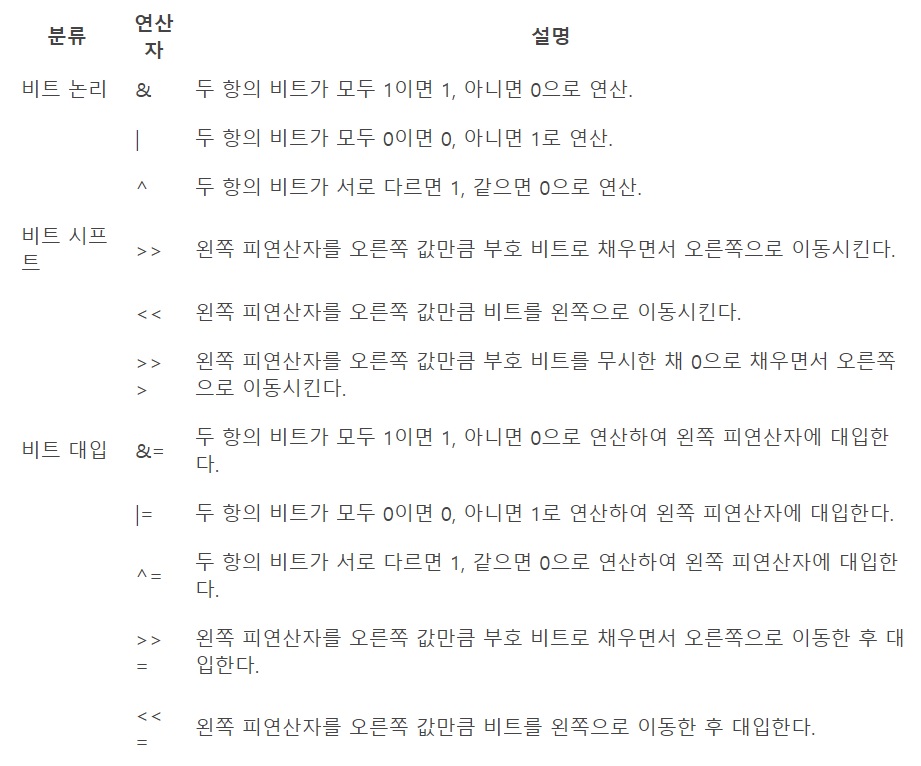 분류 연산자 설명
비트 논리 & 두 항의 비트가 모두 1이면 1, 아니면 0으로 연산.
| 두 항의 비트가 모두 0이면 0, 아니면 1로 연산.
^ 두 항의 비트가 서로 다르면 1, 같으면 0으로 연산.
비트 시프트 >> 왼쪽 피연산자를 오른쪽 값만큼 부호 비트로 채우면서 오른쪽으로 이동시킨다.
<< 왼쪽 피연산자를 오른쪽 값만큼 비트를 왼쪽으로 이동시킨다.
>>> 왼쪽 피연산자를 오른쪽 값만큼 부호 비트를 무시한 채 0으로 채우면서 오른쪽
으로 이동시킨다.
비트 대입 &= 두 항의 비트가 모두 1이면 1, 아니면 0으로 연산하여 왼쪽 피연산자에 대입한
다.
|= 두 항의 비트가 모두 0이면 0, 아니면 1로 연산하여 왼쪽 피연산자에 대입한다.
^= 두 항의 비트가 서로 다르면 1, 같으면 0으로 연산하여 왼쪽 피연산자에 대입한
다.
>>= 왼쪽 피연산자를 오른쪽 값만큼 부호 비트로 채우면서 오른쪽으로 이동한 후 대
입한다.
<<= 왼쪽 피연산자를 오른쪽 값만큼 비트를 왼쪽으로 이동한 후 대입한다.